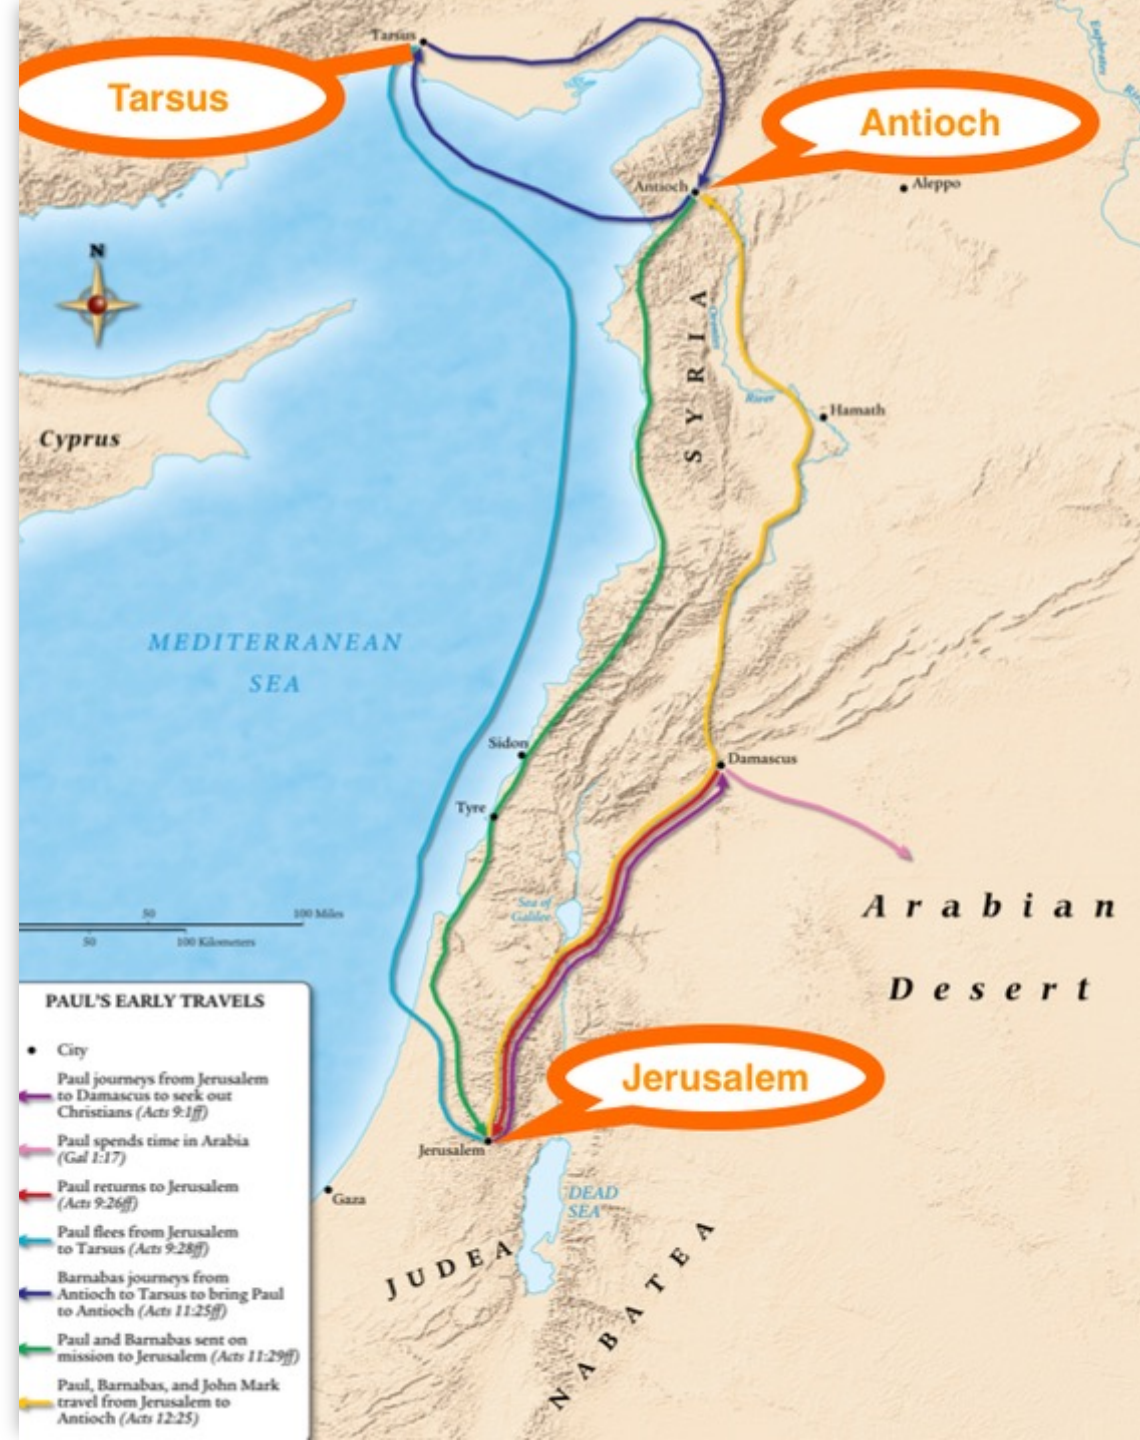 Tarsus
Tarsus
Antioch
Antioch
Aleppo
Euphrates
N
SYRIA
Orontes
River
Hamath
Cyprus
MEDITERRANEAN
SEA
Sidon
Damascus
Tyre
Sea of
Galilee
Arabian
Desert
50
100 Miles
50
100 Kilometers
Jerusalem
Jerusalem
Gaza
DEAD
SEA
JUDEA
NABATEA
PAUL'S EARLY TRAVELS
City
Paul journeys from Jerusalem
to Damascus to seek out
Christians (Acts 9:1ff)
Paul spends time in Arabia
(Gal 1:17)
Paul returns to Jerusalem
(Acts 9:26ff)
Paul flees from Jerusalem
to Tarsus (Acts 9:28ff)
Barnabas journeys from
Antioch to Tarsus to bring Paul
to Antioch (Acts 11:25ff)
Paul and Barnabas sent on
mission to Jerusalem (Acts 11:29ff)
Paul, Barnabas, and John Mark
travel from Jerusalem to
Antioch (Acts 12:25)